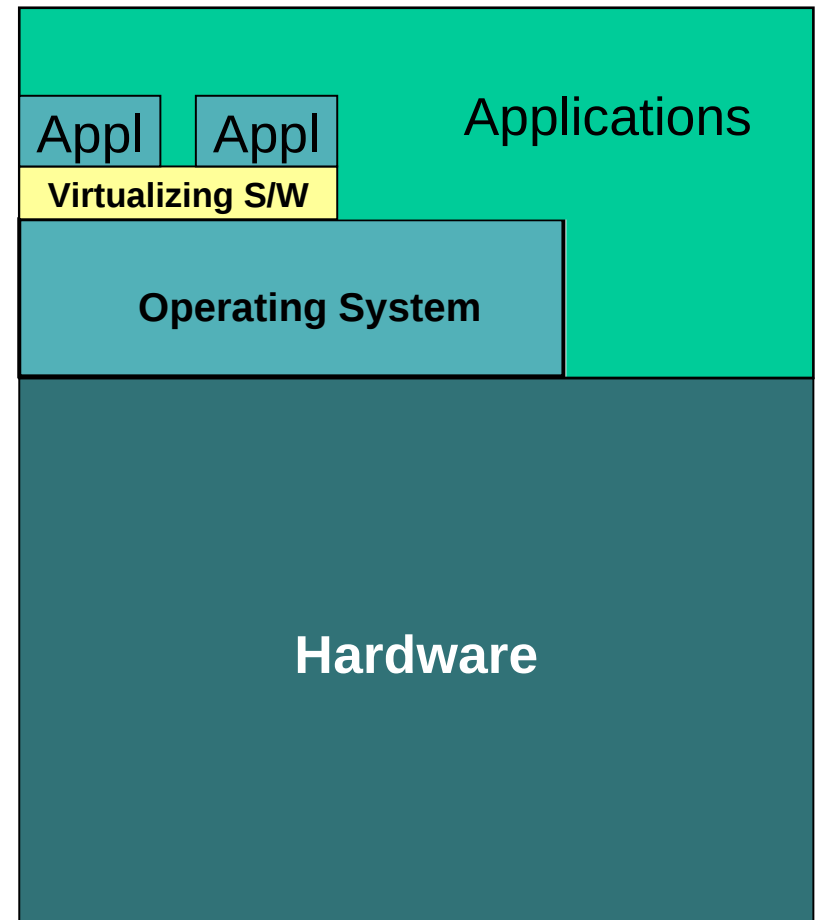 Applications
Appl Appl
Virtualizing S/W
Operating System
Hardware